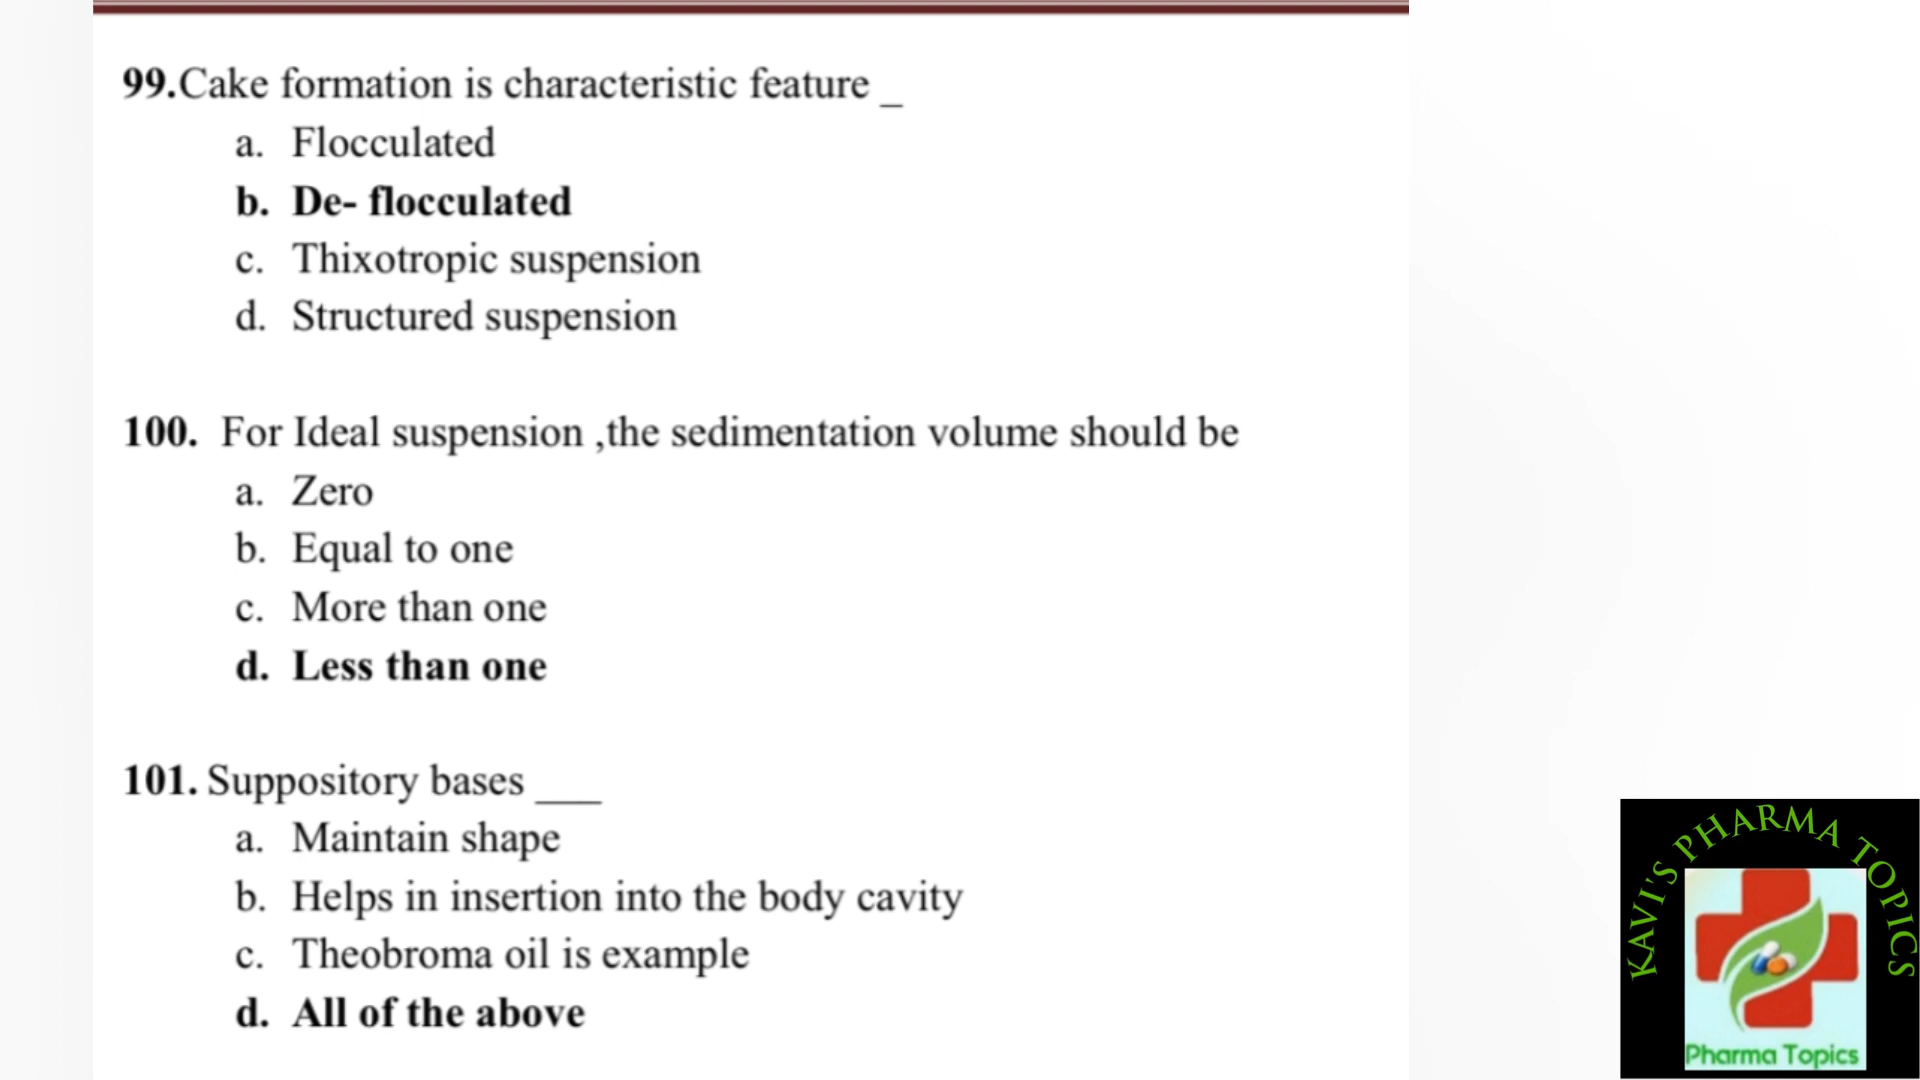 99.Cake formation is characteristic feature _
a. Flocculated
b. De- flocculated
c. Thixotropic suspension
d. Structured suspension
100. For Ideal suspension ,the sedimentation volume should be
a. Zero
b. Equal to one
c. More than one
d. Less than one
101. Suppository bases ___
a. Maintain shape
b. Helps in insertion into the body cavity
c. Theobroma oil is example
d. All of the above
KAVI'S PHARMA TOPICS
Pharma Topics